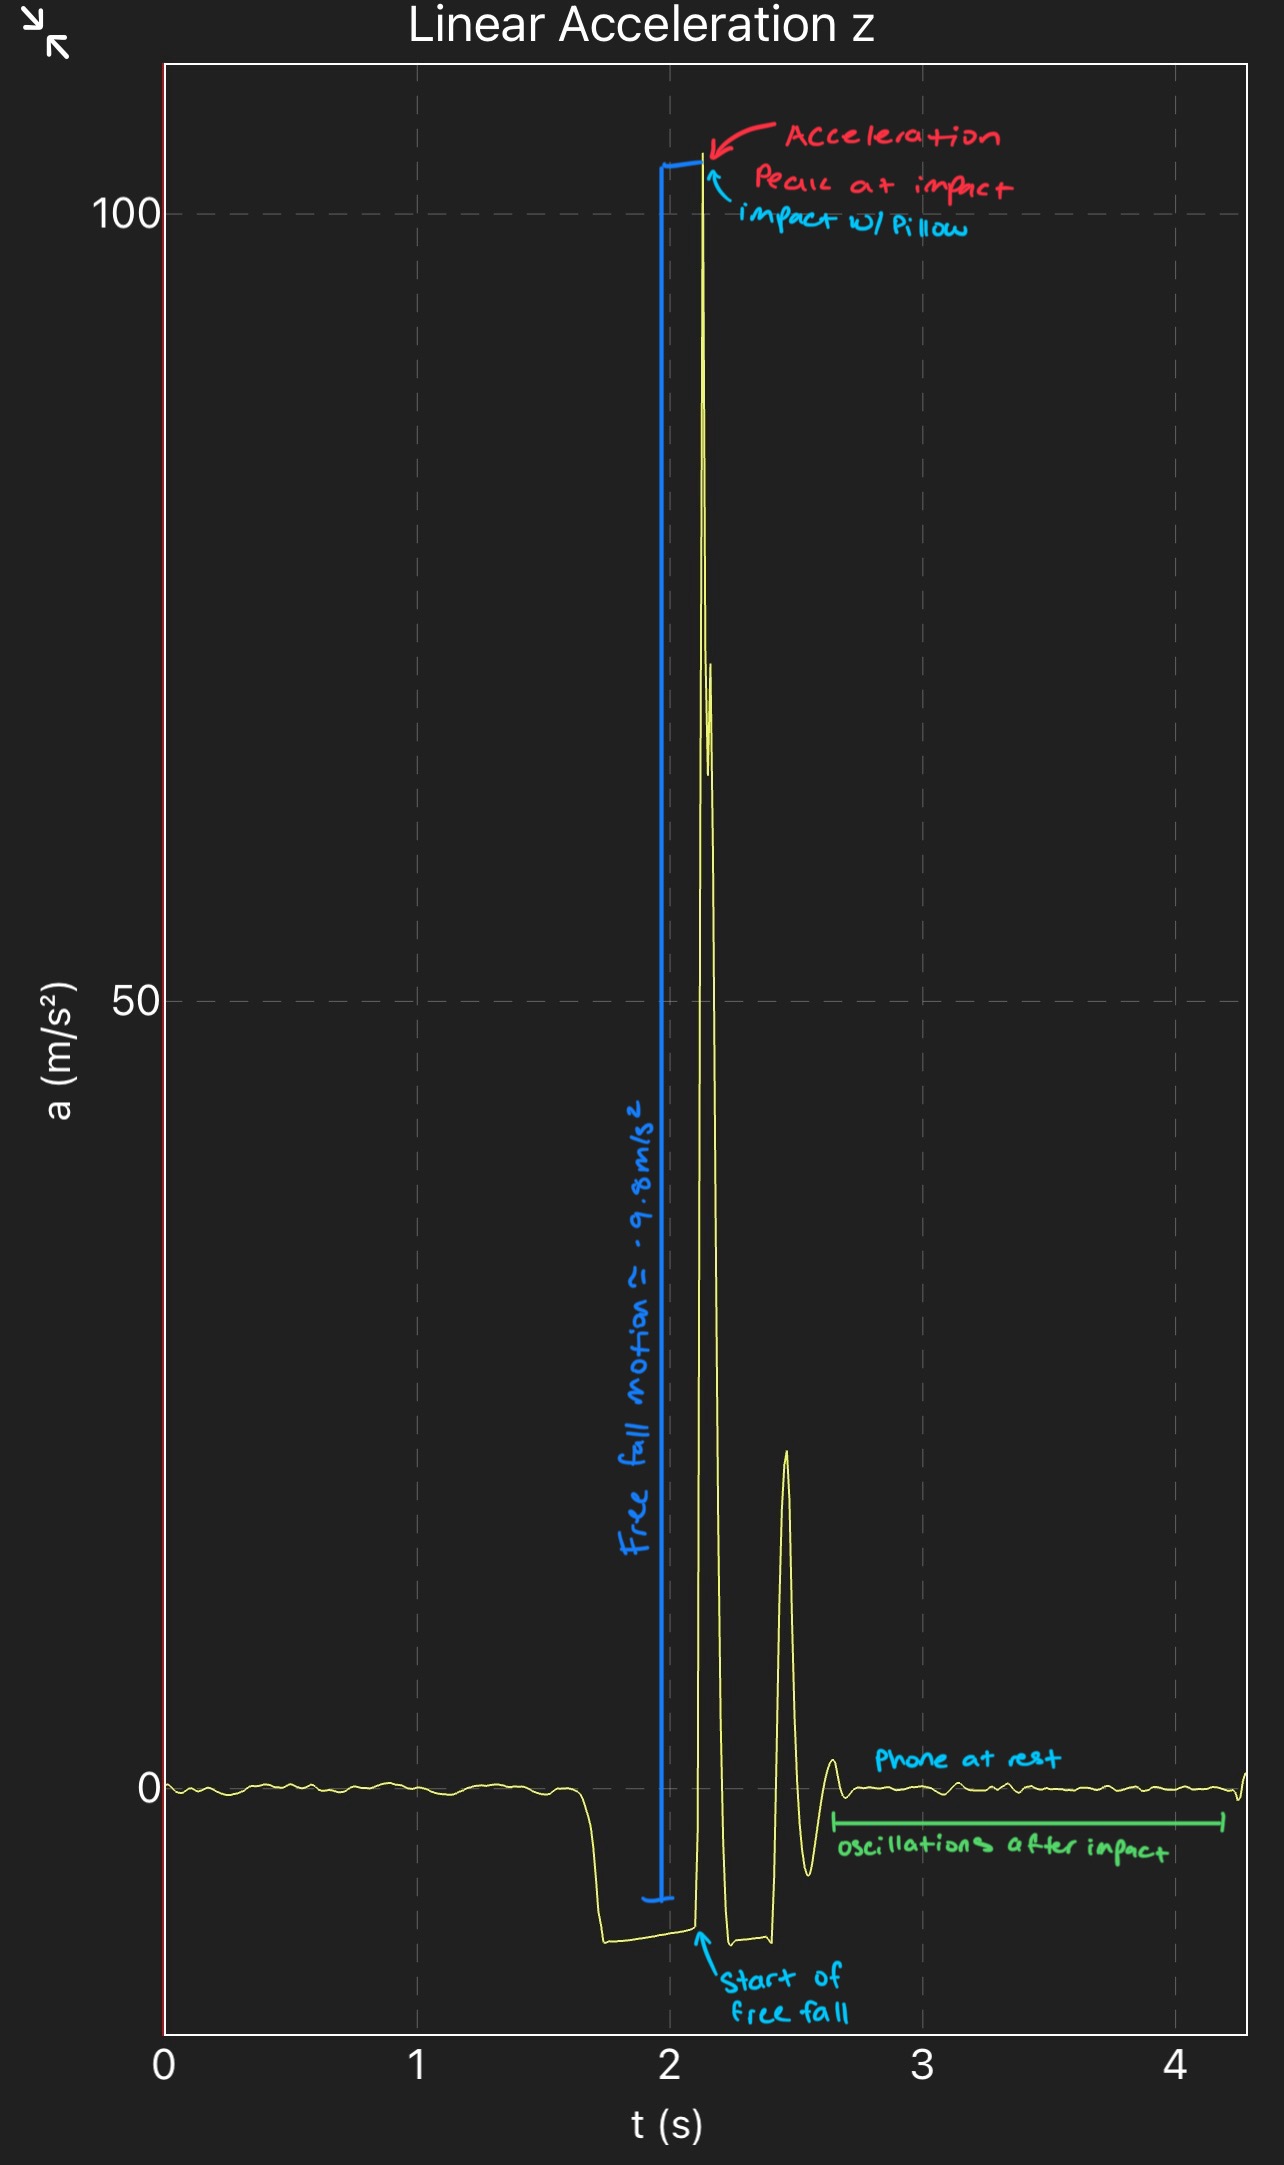 Linear Acceleration z
Acceleration
Peak at impact
impact w/ Pillow
100
50
0
a (m/s²)
Free fall motion ≈ -9.8m/s²
Phone at rest
oscillations after impact
Start of
free fall
0 1 2 3 4
t (s)